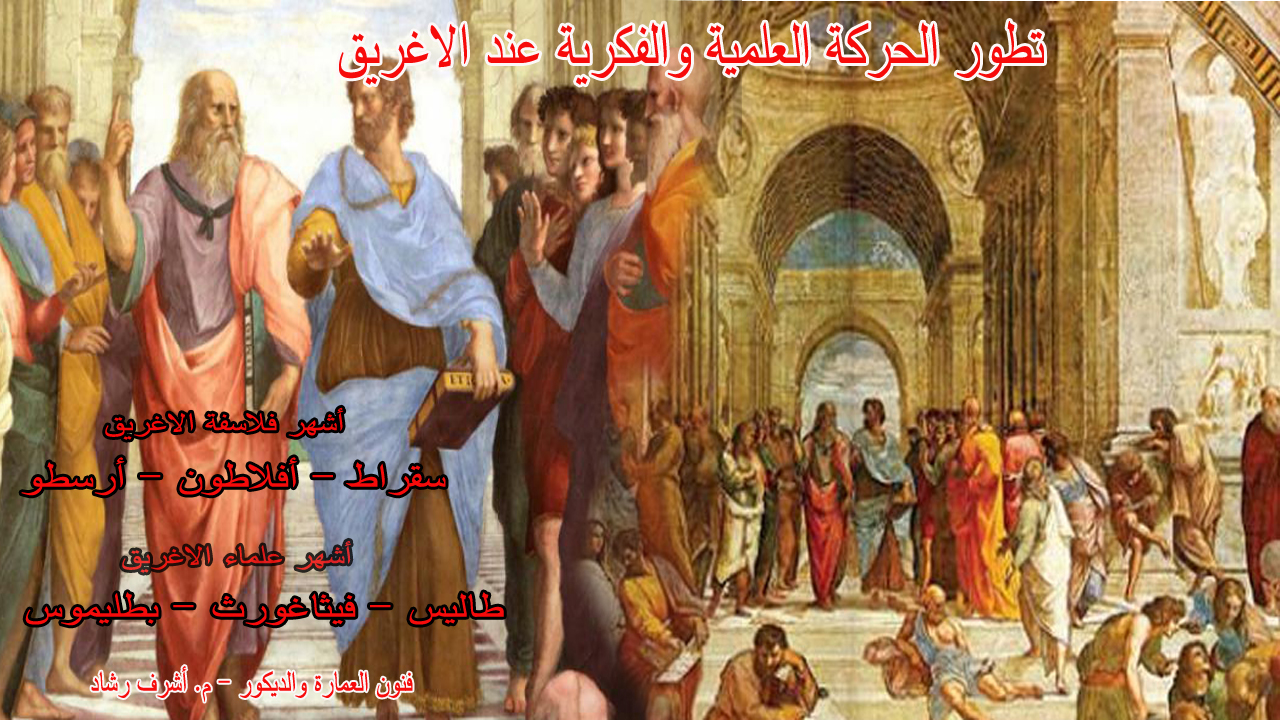 تطور الحركة العلمية والفكرية عند الاغريق
ETICA
أشهر فلاسفة الاغريق
سقراط – أفلاطون – أرسطو
أشهر علماء الاغريق
طاليس – فيثاغورث – بطليموس
فنون العمارة والديكور - م. أشرف رشاد